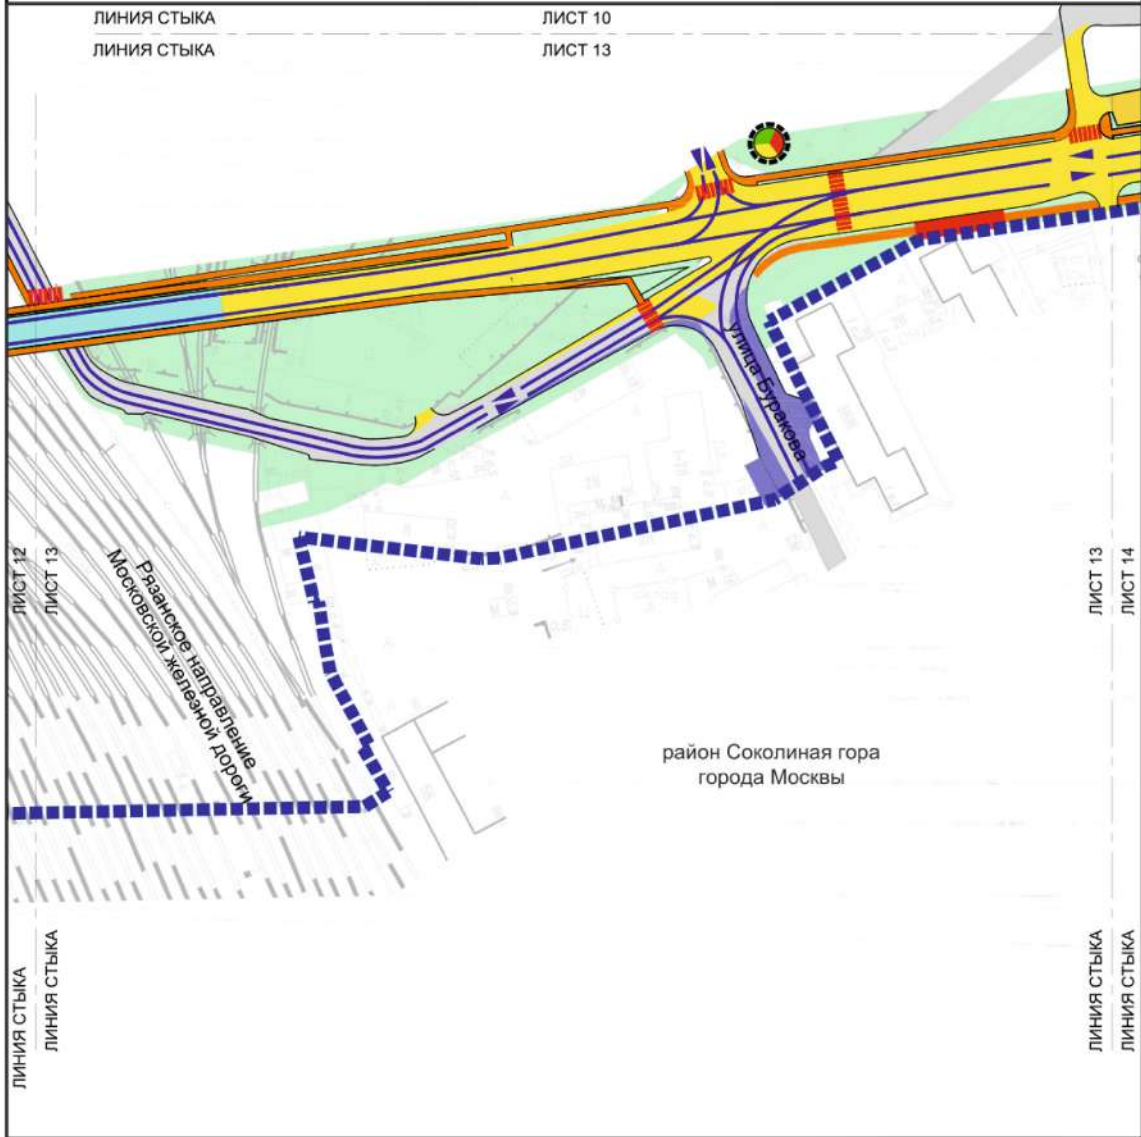 ЛИНИЯ СТЫКА
ЛИСТ 10
ЛИНИЯ СТЫКА
ЛИСТ 13
улица Буракова
ЛИСТ 12
ЛИСТ 13
Рязанское направление
Московской железной дороги
ЛИСТ 13
ЛИСТ 14
район Соколиная гора
города Москвы
ЛИНИЯ СТЫКА
ЛИНИЯ СТЫКА
ЛИНИЯ СТЫКА
ЛИНИЯ СТЫКА